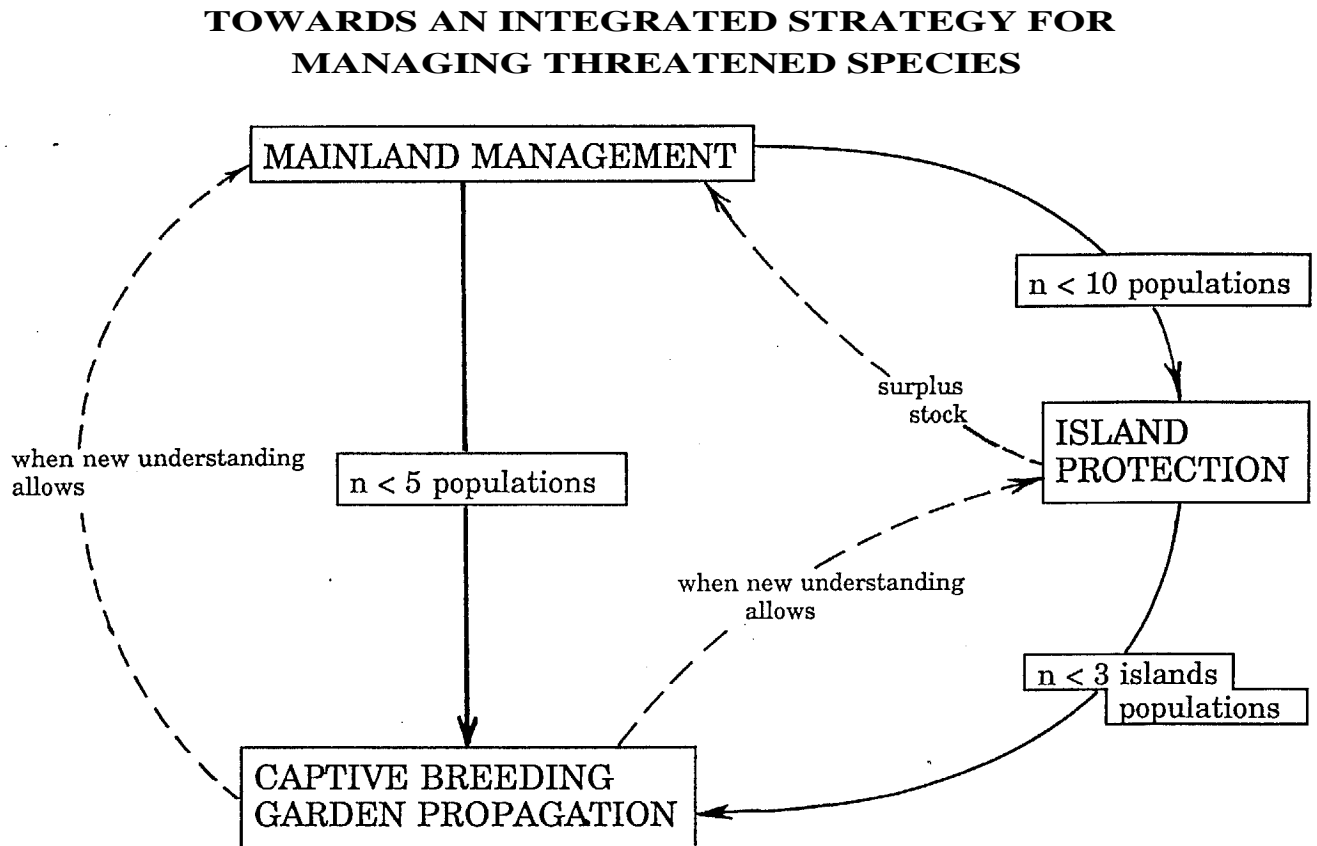 TOWARDS AN INTEGRATED STRATEGY FOR
MANAGING THREATENED SPECIES
MAINLAND MANAGEMENT
n < 10 populations
surplus
stock
ISLAND
PROTECTION
when new understanding
allows
n < 5 populations
when new understanding
allows
n < 3 islands
populations
CAPTIVE BREEDING
GARDEN PROPAGATION